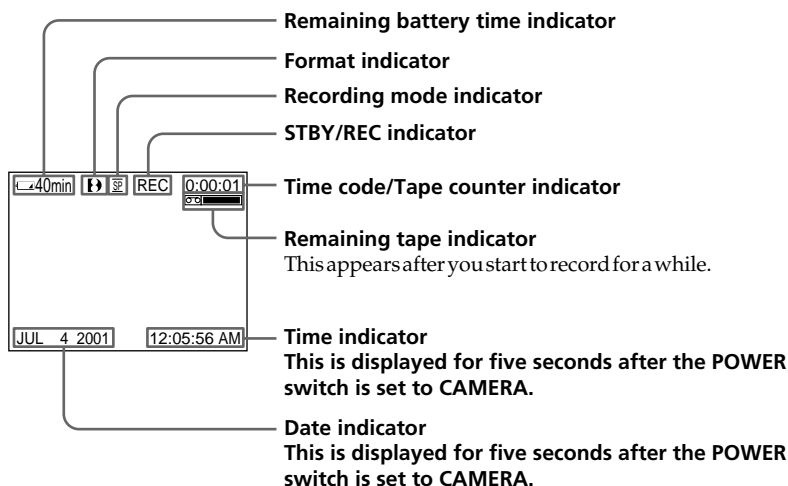 Remaining battery time indicator
Format indicator
Recording mode indicator
STBY/REC indicator
40min SP REC 0:00:01
Time code/Tape counter indicator
Remaining tape indicator
This appears after you start to record for a while.
JUL 4 2001 12:05:56 AM
Time indicator
This is displayed for five seconds after the POWER
switch is set to CAMERA.
Date indicator
This is displayed for five seconds after the POWER
switch is set to CAMERA.